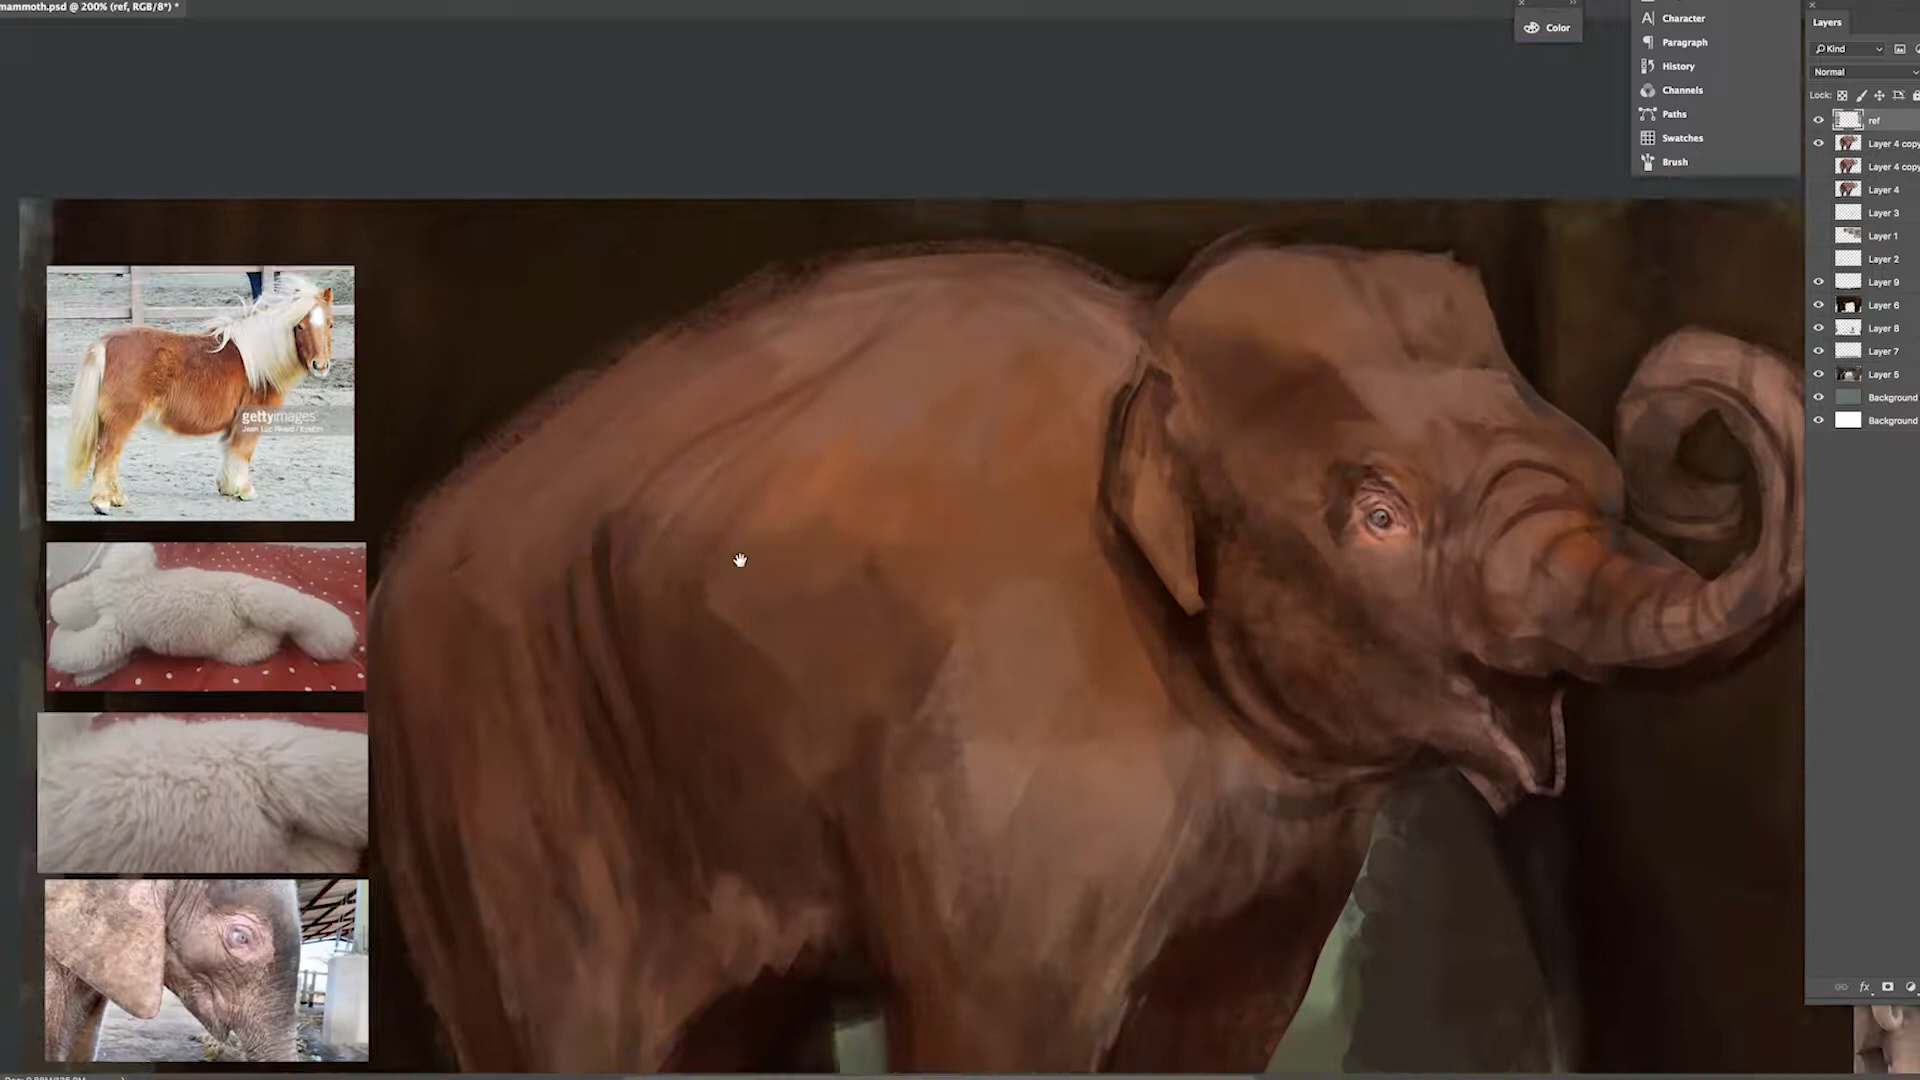 mammoth.psd @ 200% (ref, RGB/8*) *
Color
Character
Paragraph
History
Channels
Paths
Swatches
Brush
Layers
Kind
Normal
Lock:
ref
Layer 4 copy
Layer 4 copy
Layer 4
Layer 3
Layer 1
Layer 2
Layer 9
Layer 6
Layer 8
Layer 7
Layer 5
Background
Background
fx
gettyimages